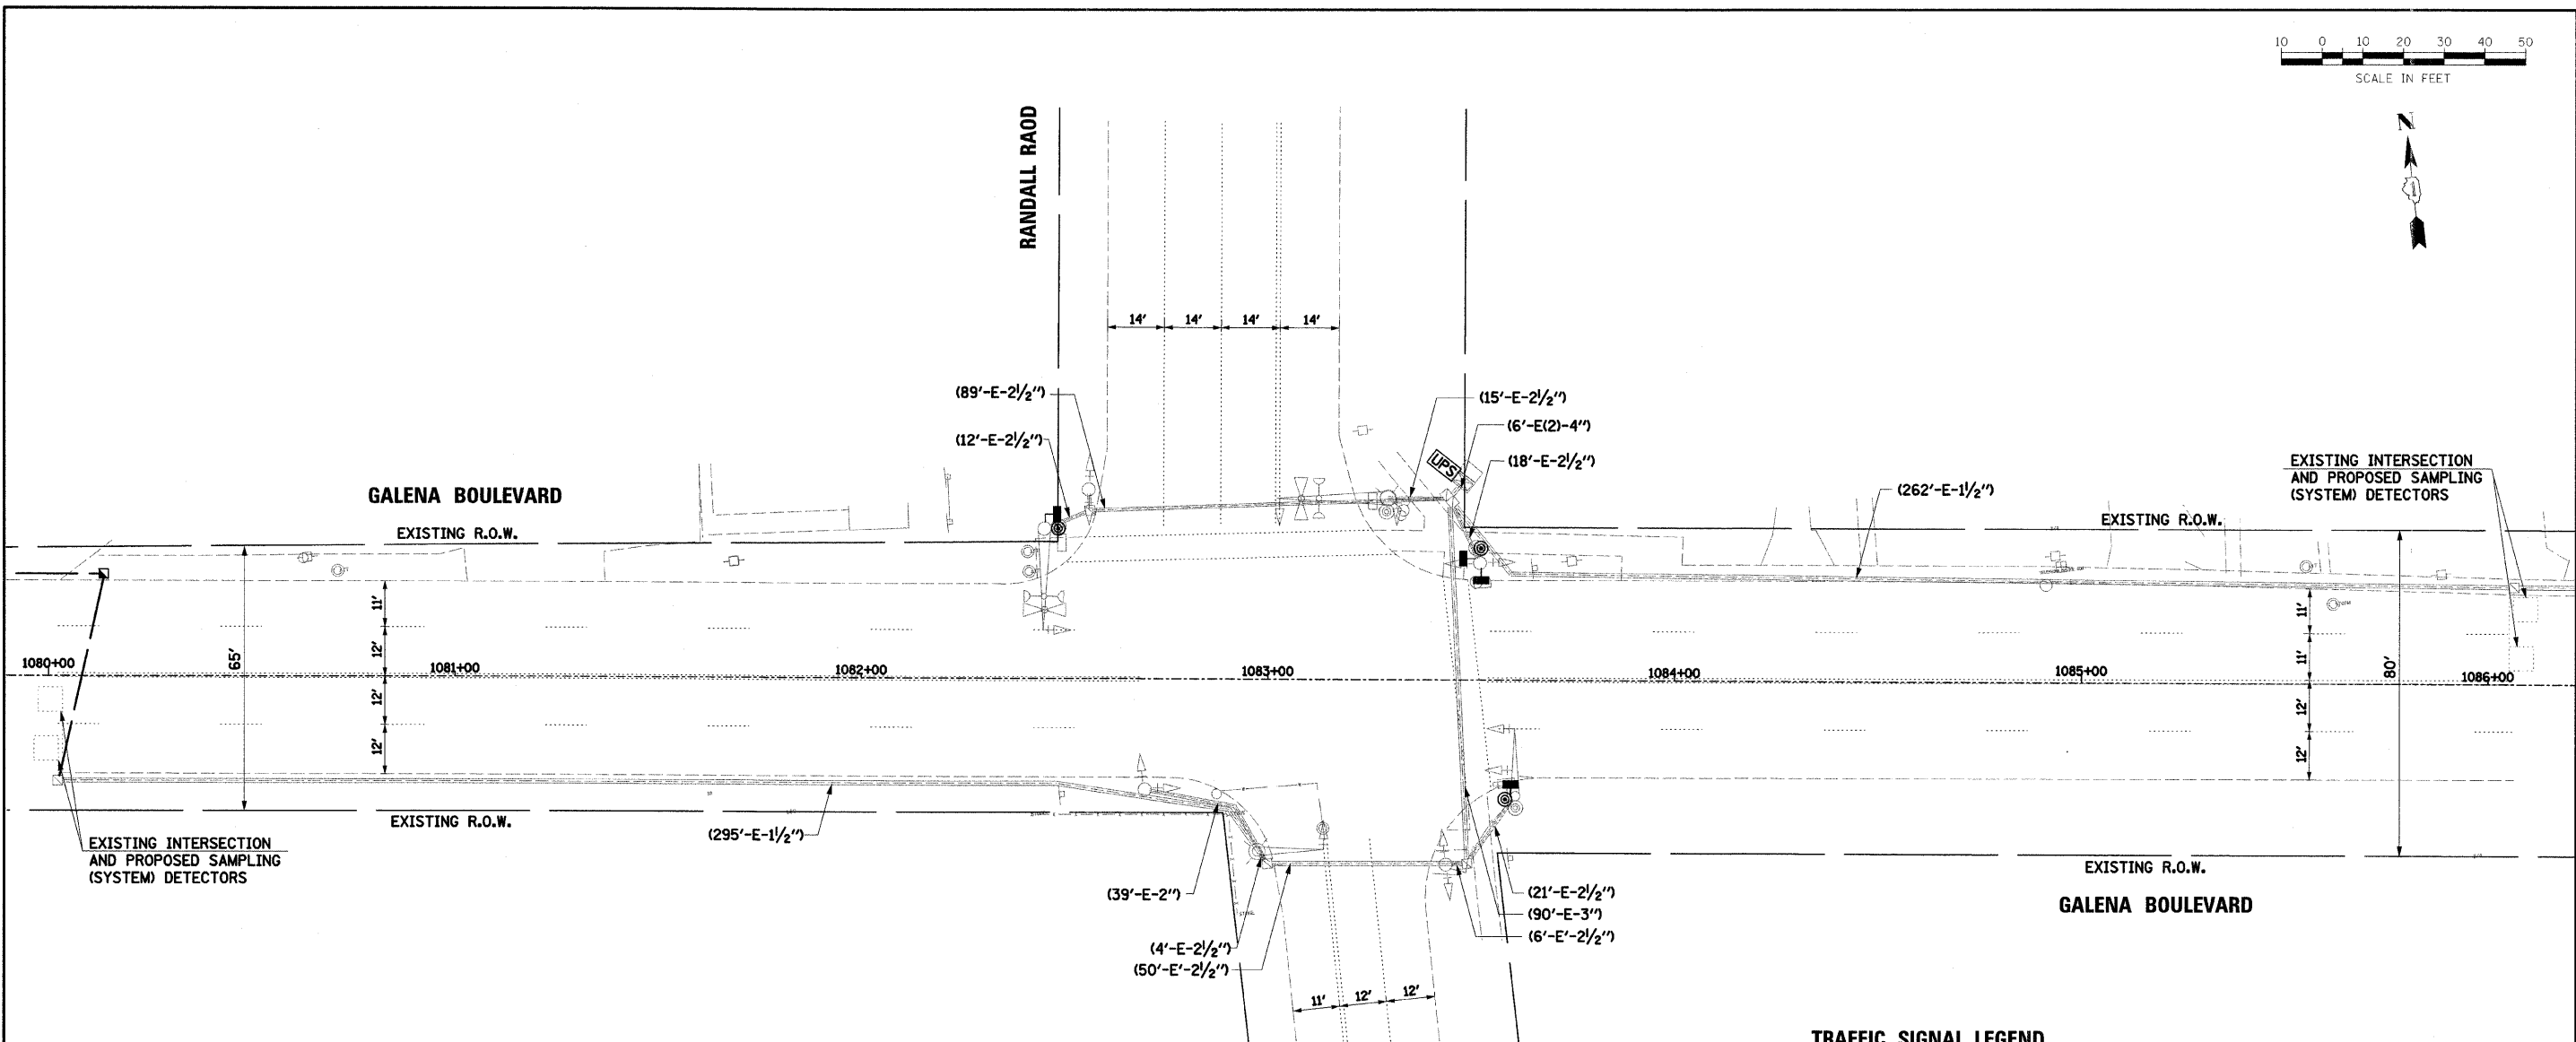 10 0 10 20 30 40 50
SCALE IN FEET
N
RANDALL RAOD
14' 14' 14' 14'
(89'-E-2½")
(12'-E-2½")
(15'-E-2½")
(6'-E(2)-4")
(18'-E-2½")
UPS
(262'-E-1½")
EXISTING INTERSECTION
AND PROPOSED SAMPLING
(SYSTEM) DETECTORS
GALENA BOULEVARD
EXISTING R.O.W.
EXISTING R.O.W.
65'
11'
12'
12'
12'
11'
11'
12'
12'
80'
1080+00 1081+00 1082+00 1083+00 1084+00 1085+00 1086+00
EXISTING R.O.W.
(295'-E-1½")
EXISTING INTERSECTION
AND PROPOSED SAMPLING
(SYSTEM) DETECTORS
EXISTING R.O.W.
GALENA BOULEVARD
(39'-E-2")
(4'-E-2½")
(50'-E'-2½")
(21'-E-2½")
(90'-E-3")
(6'-E'-2½")
11' 12' 12'
TRAFFIC SIGNAL LEGEND